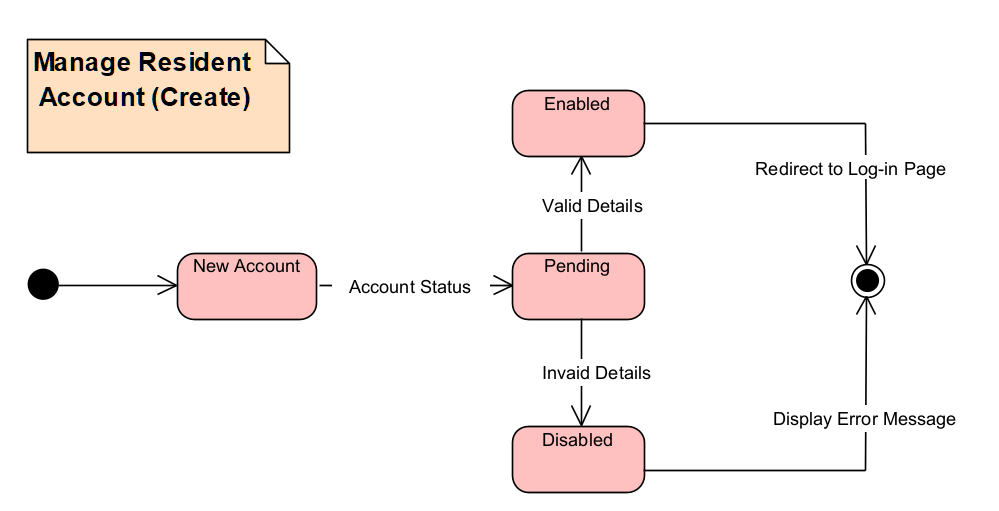 Manage Resident
Account (Create)
Enabled
Redirect to Log-in Page
Valid Details
New Account
Account Status
Pending
Invaid Details
Display Error Message
Disabled